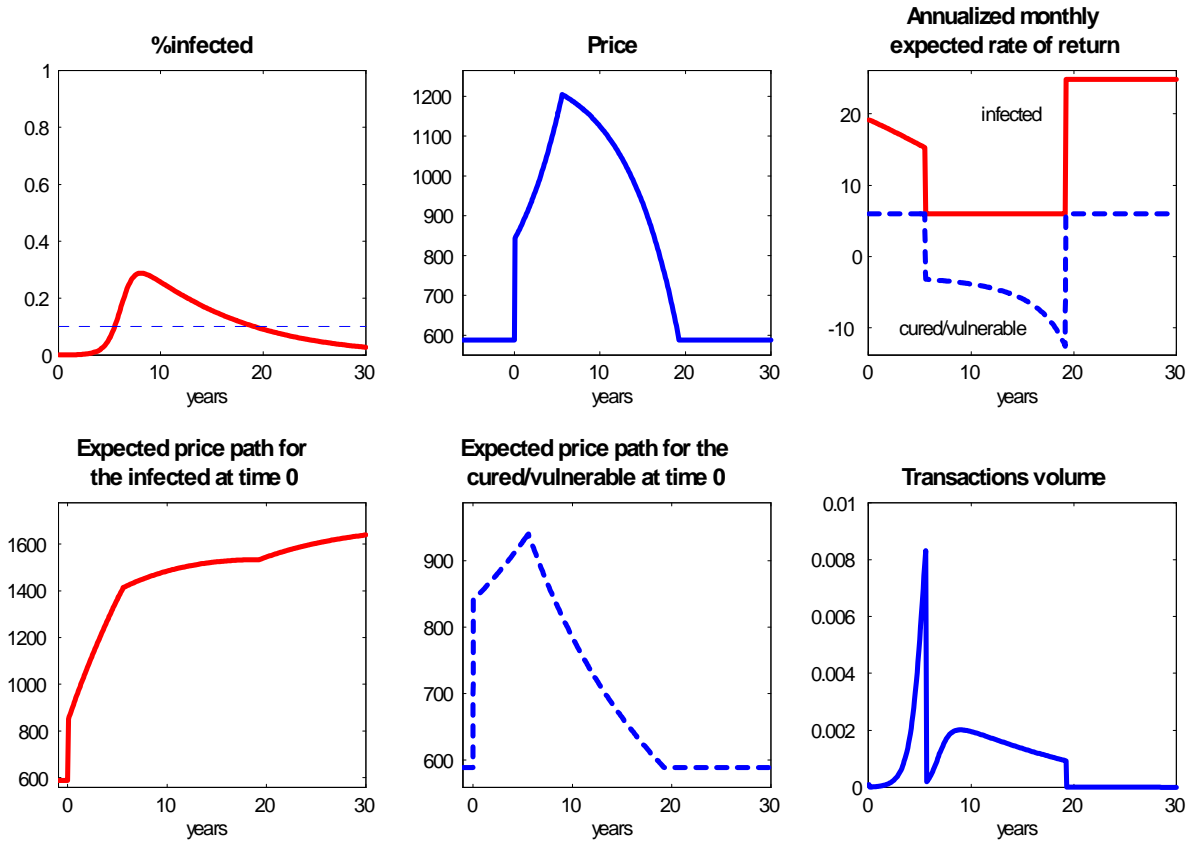 %infected
1
0.8
0.6
0.4
0.2
0
0 10 20 30
years
Price
1200
1100
1000
900
800
700
600
0 10 20 30
years
Annualized monthly
expected rate of return
20
10
0
-10
infected
cured/vulnerable
0 10 20 30
years
Expected price path for
the infected at time 0
1600
1400
1200
1000
800
600
0 10 20 30
years
Expected price path for the
cured/vulnerable at time 0
900
800
700
600
0 10 20 30
years
Transactions volume
0.01
0.008
0.006
0.004
0.002
0
0 10 20 30
years